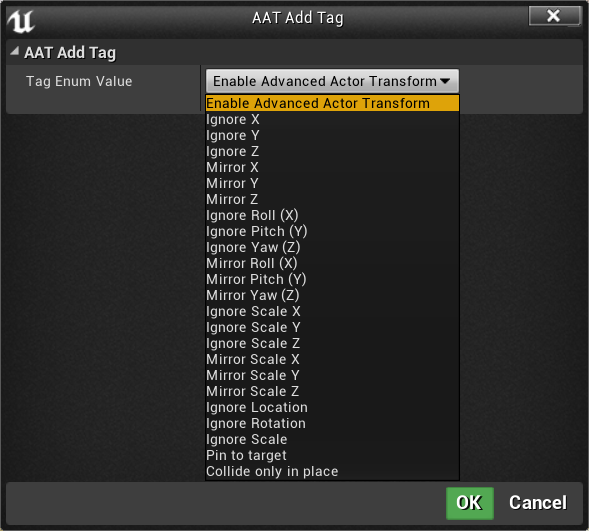 AAT Add Tag
AAT Add Tag
Tag Enum Value
Enable Advanced Actor Transform
Enable Advanced Actor Transform
Ignore X
Ignore Y
Ignore Z
Mirror X
Mirror Y
Mirror Z
Ignore Roll (X)
Ignore Pitch (Y)
Ignore Yaw (Z)
Mirror Roll (X)
Mirror Pitch (Y)
Mirror Yaw (Z)
Ignore Scale X
Ignore Scale Y
Ignore Scale Z
Mirror Scale X
Mirror Scale Y
Mirror Scale Z
Ignore Location
Ignore Rotation
Ignore Scale
Pin to target
Collide only in place
OK Cancel